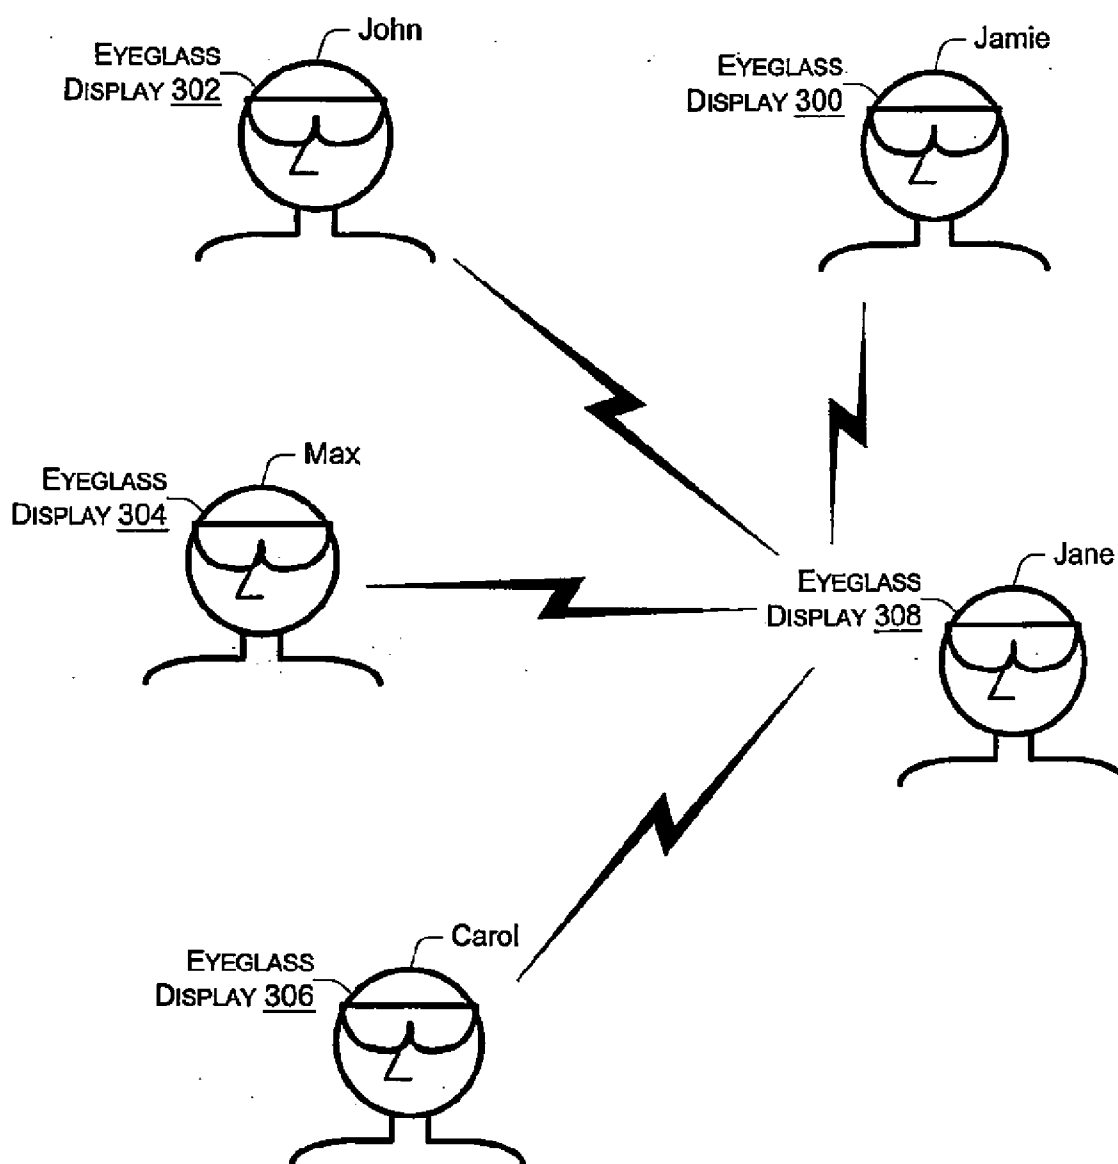 John
EYEGLASS
DISPLAY 302
Jamie
EYEGLASS
DISPLAY 300
Max
EYEGLASS
DISPLAY 304
Jane
EYEGLASS
DISPLAY 308
Carol
EYEGLASS
DISPLAY 306